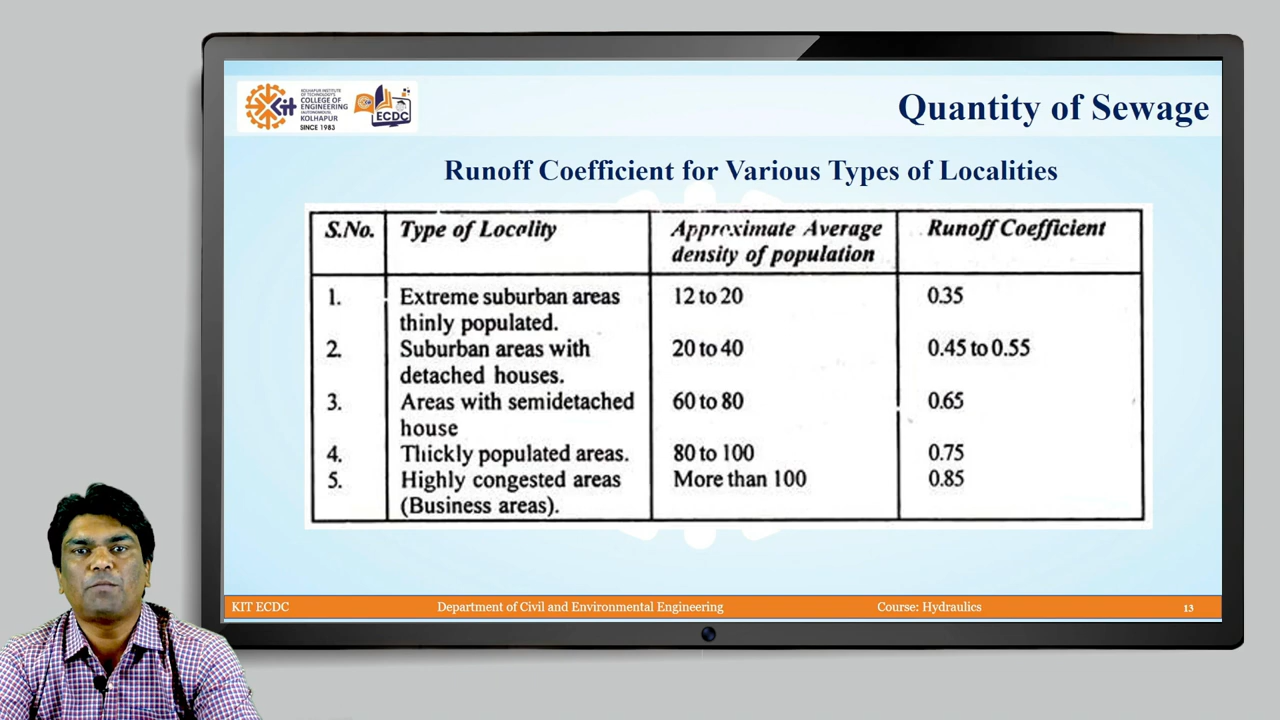 KOLHAPUR INSTITUTE
OF TECHNOLOGY'S
COLLEGE OF
ENGINEERING
(AUTONOMOUS),
KOLHAPUR
SINCE 1983
Kit
ECDC
Quantity of Sewage
Runoff Coefficient for Various Types of Localities
S.No. Type of Locality Approximate Average Runoff Coefficient
density of population
1. Extreme suburban areas 12 to 20 0.35
thinly populated.
2. Suburban areas with 20 to 40 0.45 to 0.55
detached houses.
3. Areas with semidetached 60 to 80 0.65
house
4. Thickly populated areas. 80 to 100 0.75
5. Highly congested areas More than 100 0.85
(Business areas).
KIT ECDC Department of Civil and Environmental Engineering Course: Hydraulics 13